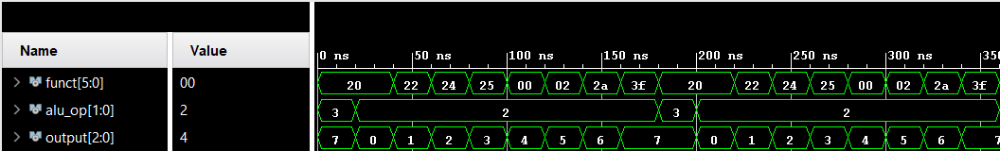 Name Value
0 ns 50 ns 100 ns 150 ns 200 ns 250 ns 300 ns 350
funct[5:0] 00 20 22 24 25 00 02 2a 3f 20 22 24 25 00 02 2a 3f
alu_op[1:0] 2 3 2 3 2
output[2:0] 4 7 0 1 2 3 4 5 6 7 0 1 2 3 4 5 6 7